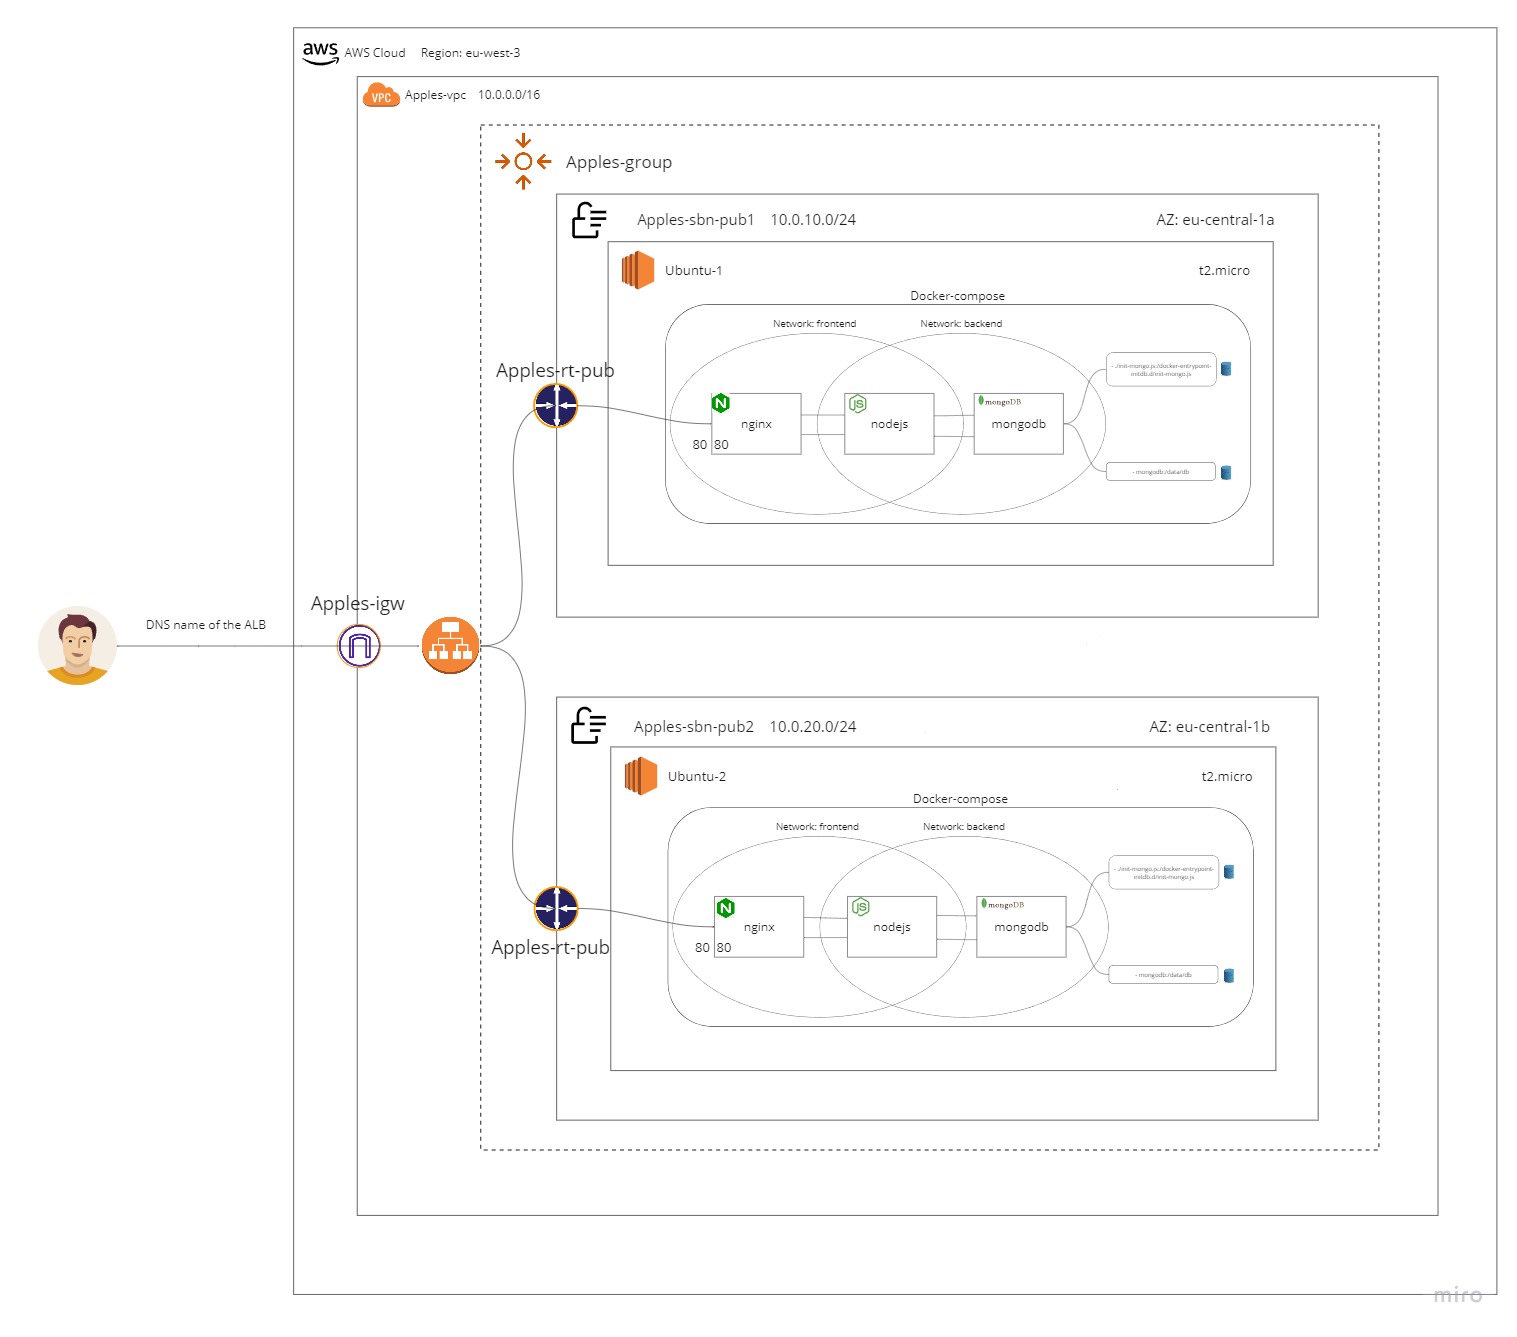 aws AWS Cloud Region: eu-west-3
VPC Apples-vpc 10.0.0.0/16
Apples-group
Apples-sbn-pub1 10.0.10.0/24 AZ: eu-central-1a
Ubuntu-1 t2.micro
Docker-compose
Network: frontend Network: backend
Apples-rt-pub
- ./init-mongo.js:/docker-entrypoint-
initdb.d/init-mongo.js
N JS mongoDB
nginx nodejs mongodb
80 80
- mongodb:/data/db
Apples-igw
DNS name of the ALB
Apples-sbn-pub2 10.0.20.0/24 AZ: eu-central-1b
Ubuntu-2 t2.micro
Docker-compose
Network: frontend Network: backend
- ./init-mongo.js:/docker-entrypoint-
initdb.d/init-mongo.js
N JS mongoDB
nginx nodejs mongodb
80 80
Apples-rt-pub
- mongodb:/data/db
miro